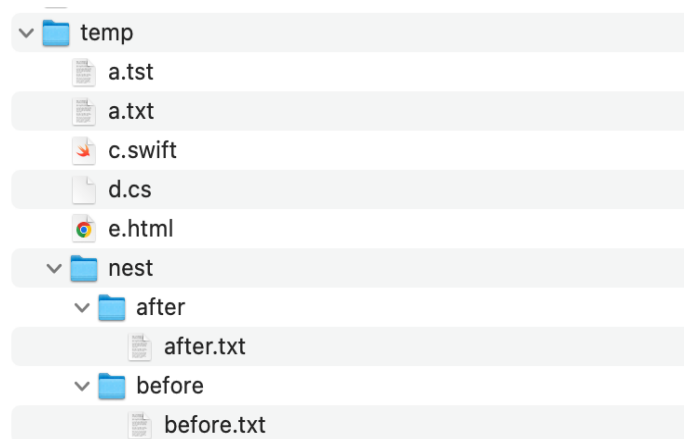 temp
a.tst
a.txt
c.swift
d.cs
e.html
nest
after
after.txt
before
before.txt